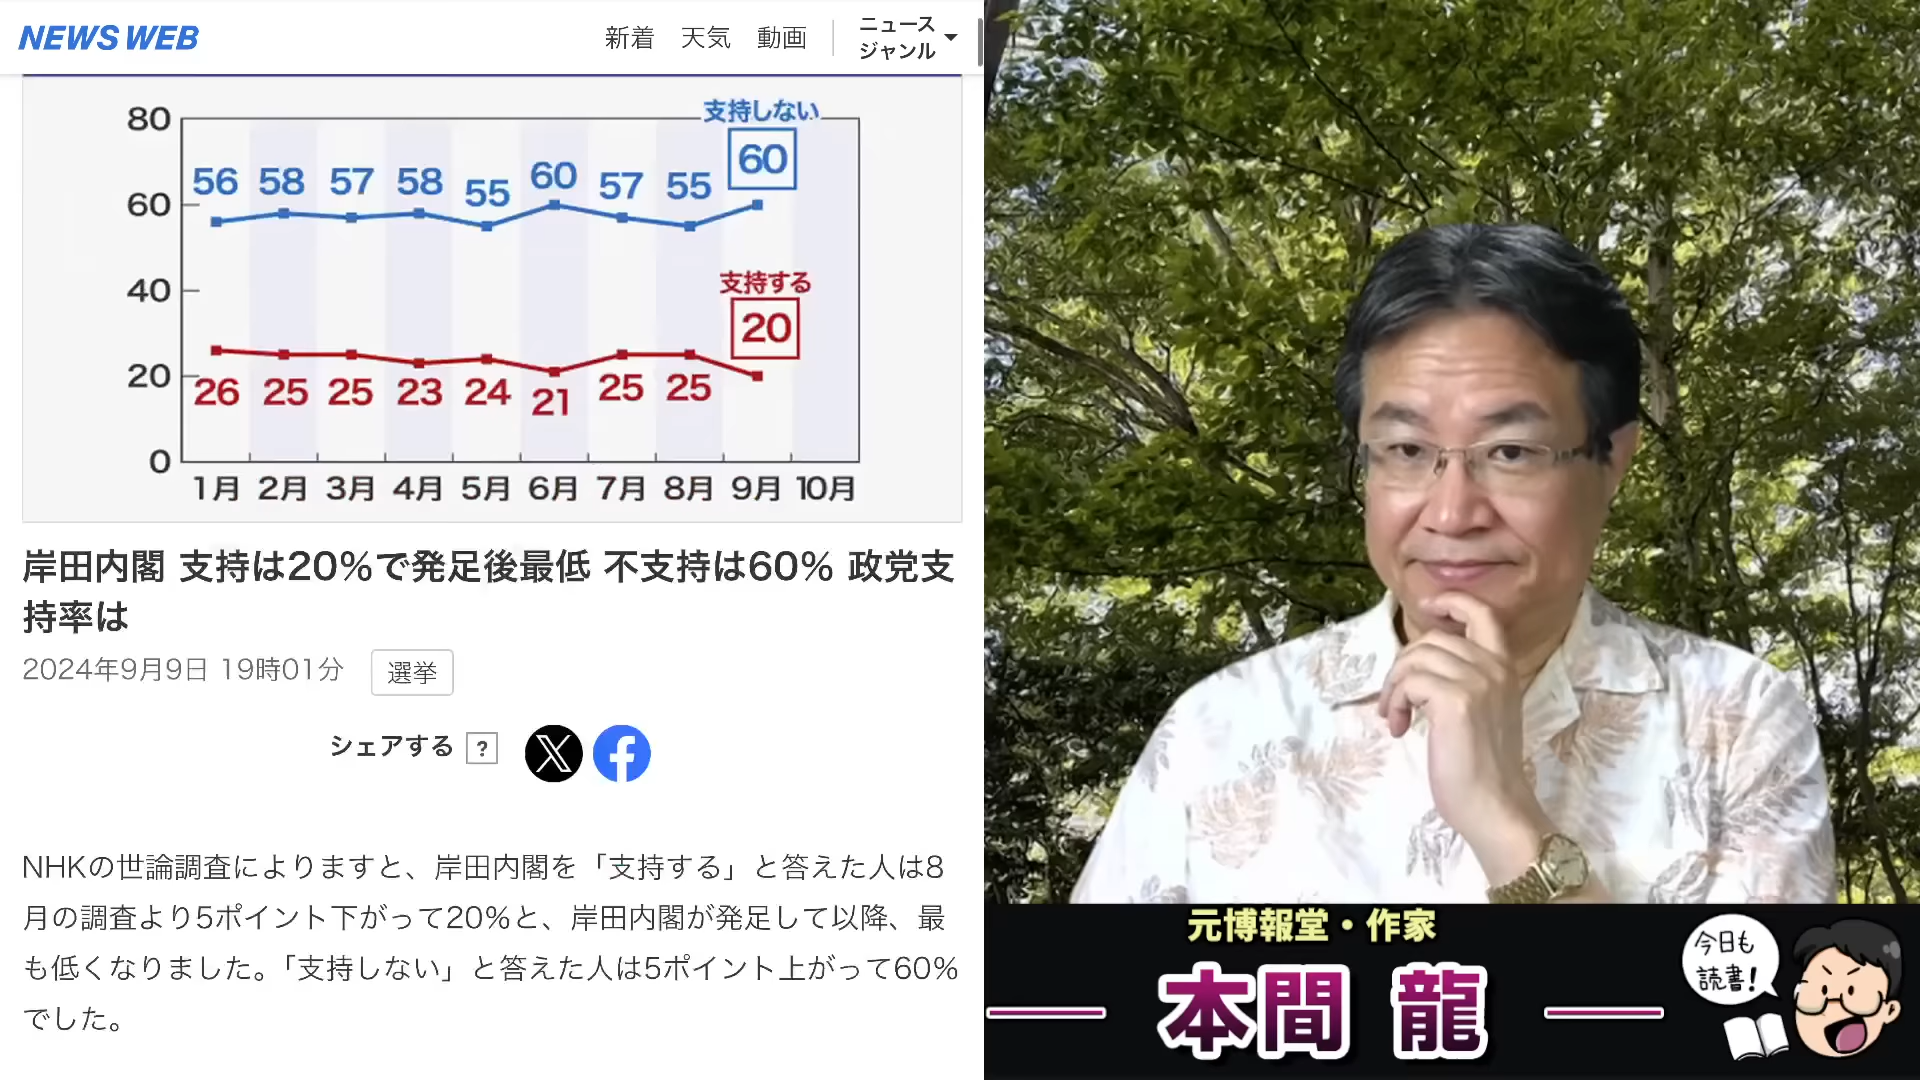 NEWS WEB
新着 天気 動画 ニュース
ジャンル
支持しない
80
60
56 58 57 58 55 60 57 55
60
40
支持する
20
20
26 25 25 23 24 21 25 25
0
1月 2月 3月 4月 5月 6月 7月 8月 9月 10月
岸田内閣 支持は20％で発足後最低 不支持は60％ 政党支
持率は
2024年9月9日 19時01分 選挙
シェアする ?
NHKの世論調査によりますと、岸田内閣を「支持する」と答えた人は8
月の調査より5ポイント下がって20％と、岸田内閣が発足して以降、最
も低くなりました。「支持しない」と答えた人は5ポイント上がって60％
でした。
元博報堂・作家
本間 龍
今日も
読書!